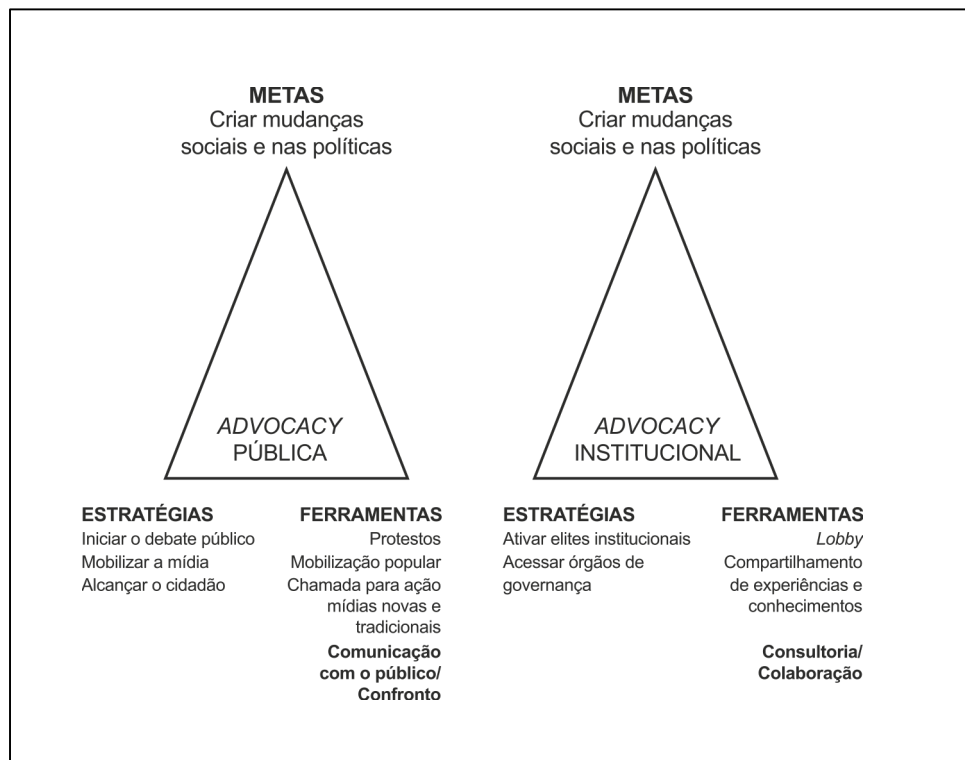 METAS
Criar mudanças
sociais e nas políticas
ADVOCACY
PÚBLICA
ESTRATÉGIAS
Iniciar o debate público
Mobilizar a mídia
Alcançar o cidadão
FERRAMENTAS
Protestos
Mobilização popular
Chamada para ação
mídias novas e
tradicionais
Comunicação
com o público/
Confronto
METAS
Criar mudanças
sociais e nas políticas
ADVOCACY
INSTITUCIONAL
ESTRATÉGIAS
Ativar elites institucionais
Acessar órgãos de
governança
FERRAMENTAS
Lobby
Compartilhamento
de experiências e
conhecimentos
Consultoria/
Colaboração